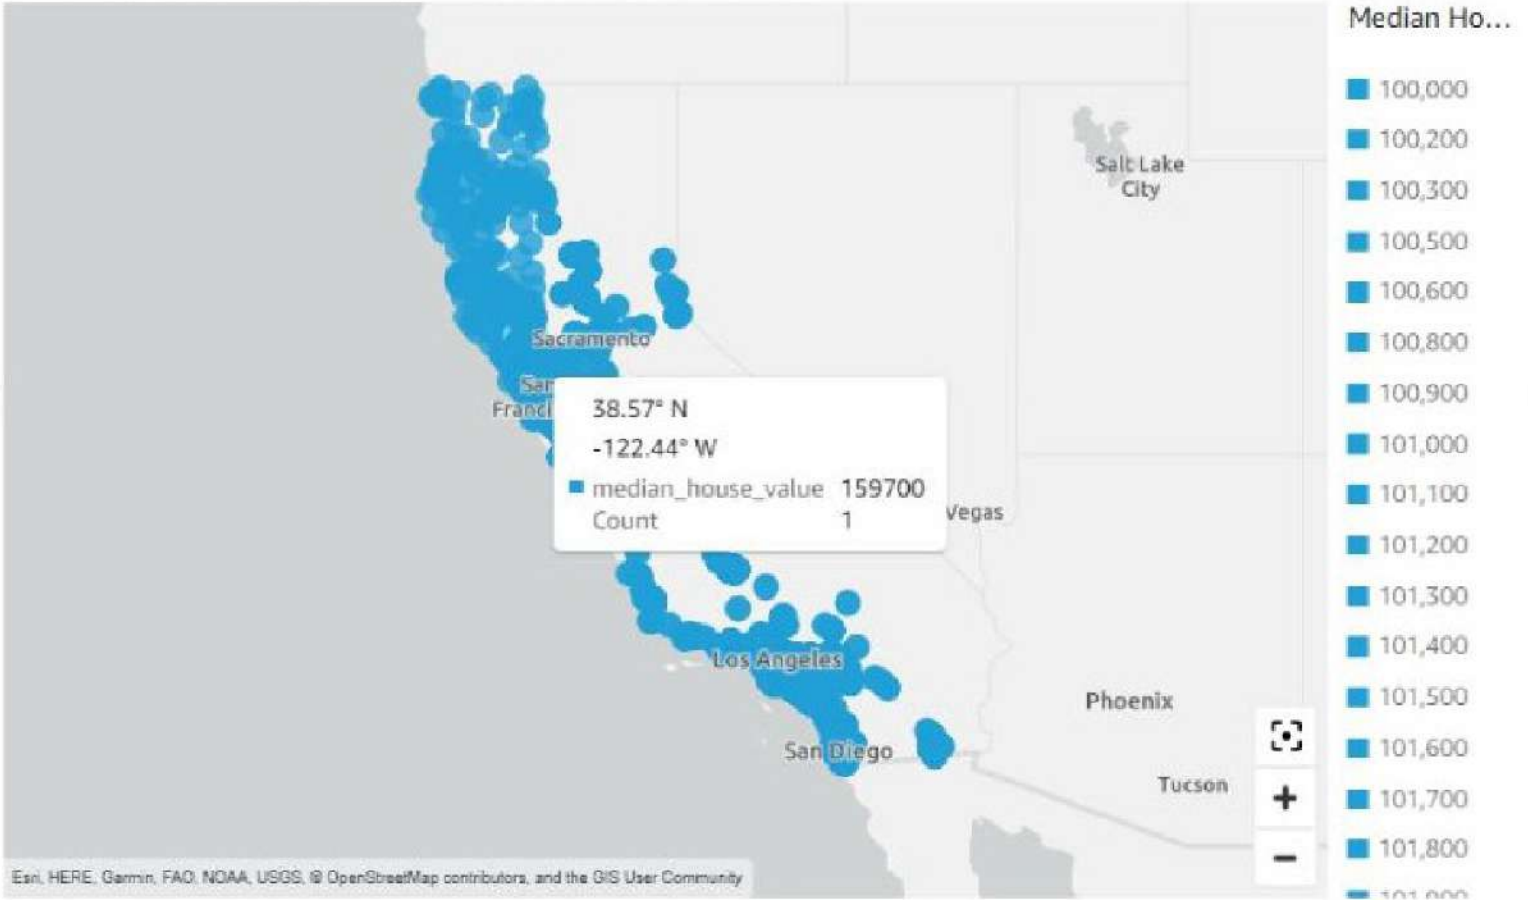 Median Ho...
100,000
100,200
100,300
100,500
100,600
100,800
100,900
101,000
101,100
101,200
101,300
101,400
101,500
101,600
101,700
101,800
Salt Lake
City
Sacramento
San
Franci
38.57° N
-122.44° W
median_house_value 159700
Count 1
Vegas
Los Angeles
Phoenix
San Diego
Tucson
+
−
Esri, HERE, Garmin, FAO, NOAA, USGS, © OpenStreetMap contributors, and the GIS User Community